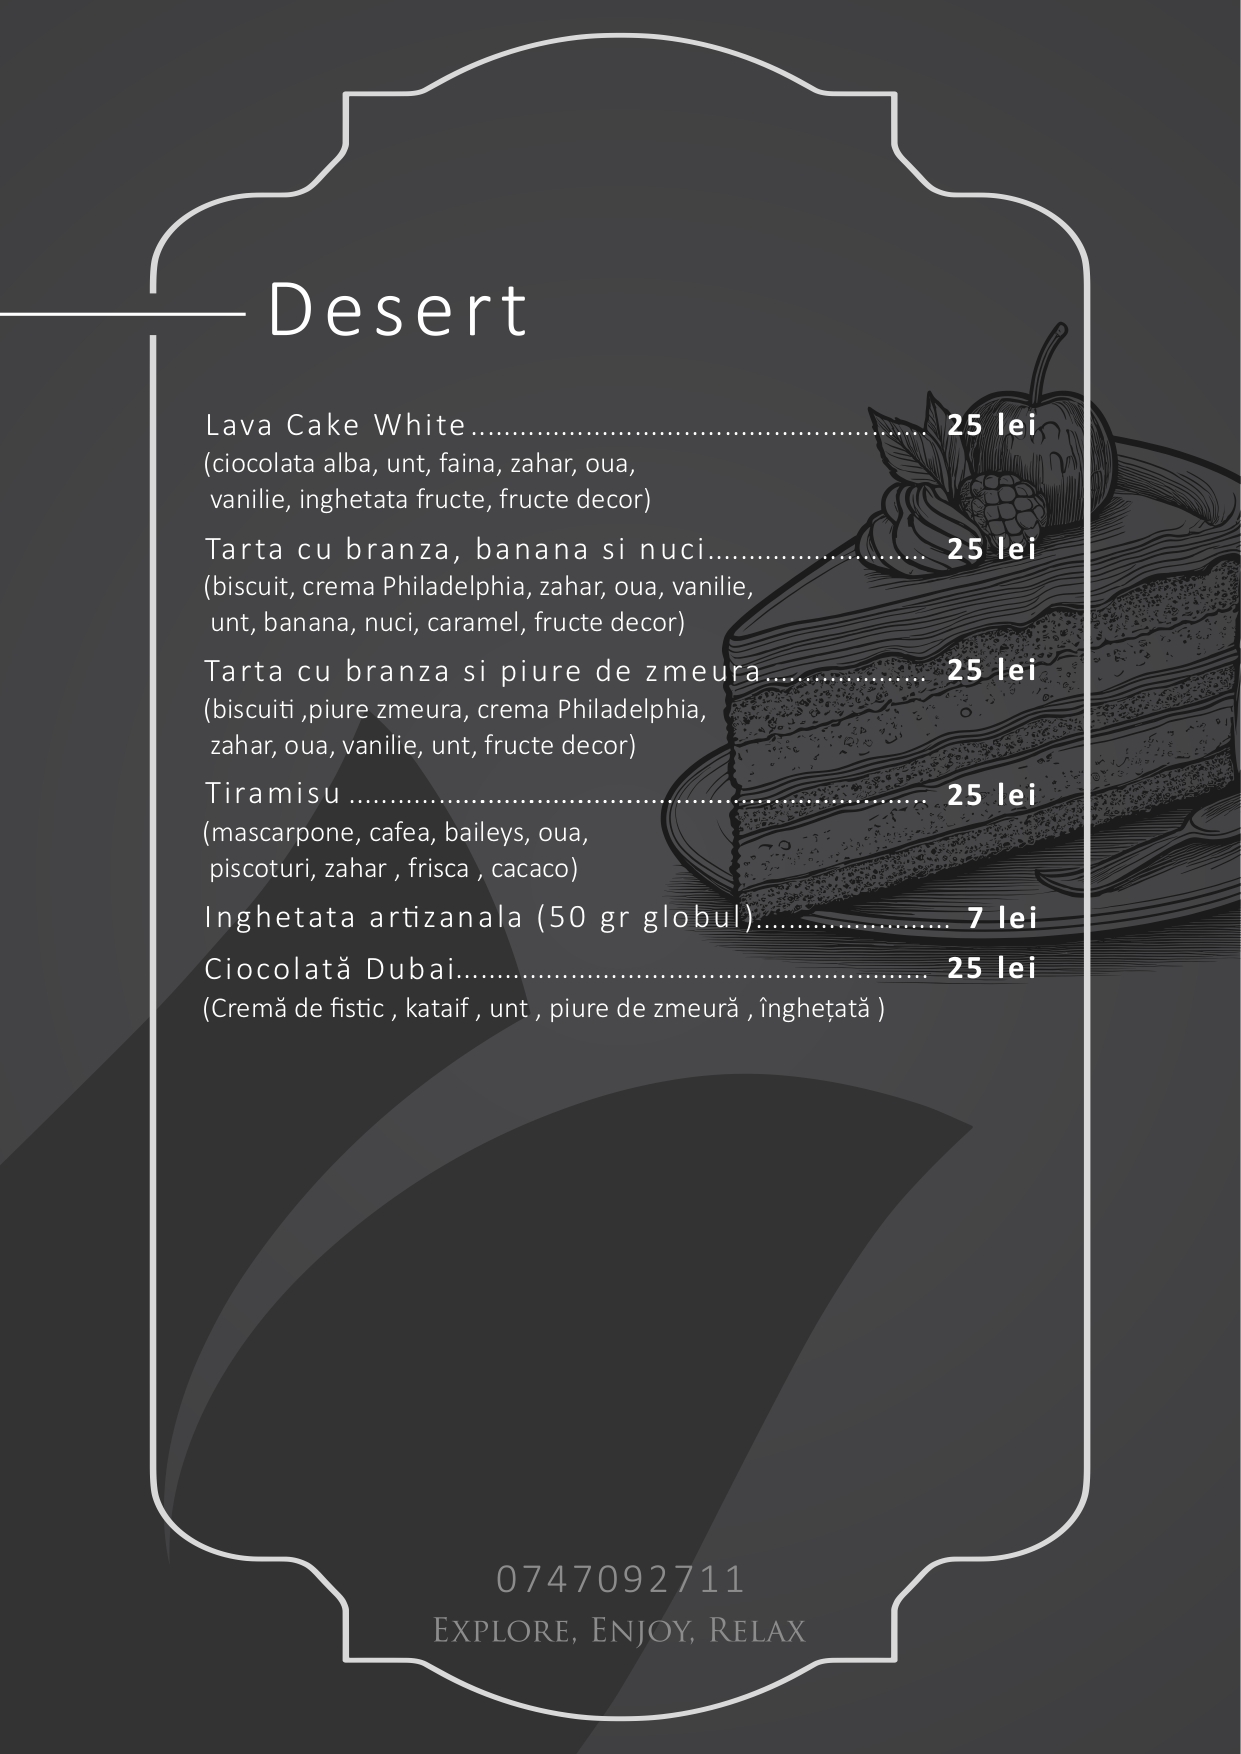 Desert
Lava Cake White................................................................ 25 lei
(ciocolata alba, unt, faina, zahar, oua,
vanilie, inghetata fructe, fructe decor)
Tarta cu branza, banana si nuci.............................. 25 lei
(biscuit, crema Philadelphia, zahar, oua, vanilie,
unt, banana, nuci, caramel, fructe decor)
Tarta cu branza si piure de zmeura...................... 25 lei
(biscuiti ,piure zmeura, crema Philadelphia,
zahar, oua, vanilie, unt, fructe decor)
Tiramisu ................................................................................ 25 lei
(mascarpone, cafea, baileys, oua,
piscoturi, zahar , frisca , cacaco)
Inghetata artizanala (50 gr globul)......................... 7 lei
Ciocolată Dubai................................................................ 25 lei
(Cremă de fistic , kataif , unt , piure de zmeură , înghețată )
0747092711
Explore, Enjoy, Relax